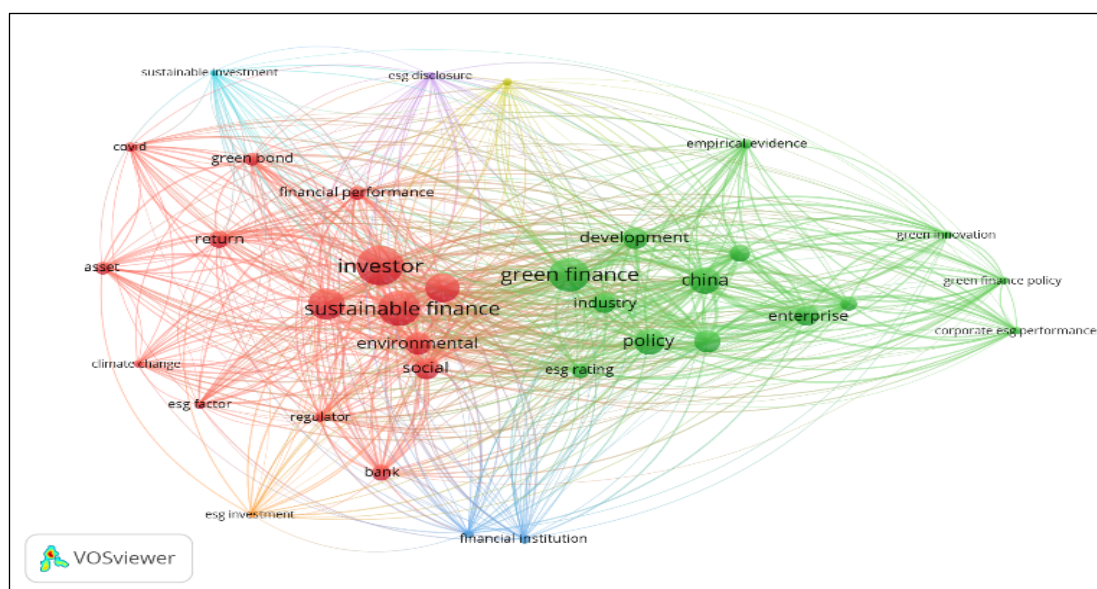 sustainable investment
esg disclosure
covid
green bond
empirical evidence
financial performance
return
development
green innovation
asset
investor
green finance
china
green finance policy
sustainable finance
industry
enterprise
corporate esg performance
environmental
policy
social
esg rating
climate change
esg factor
regulator
bank
esg investment
financial institution
VOSviewer